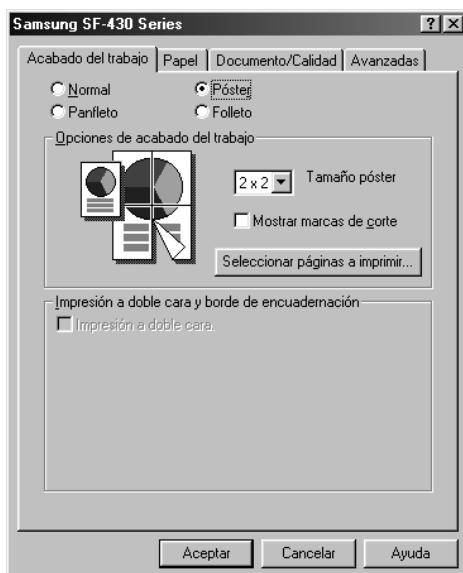 Samsung SF-430 Series
Acabado del trabajo Papel Documento/Calidad Avanzadas
Normal Póster
Panfleto Folleto
Opciones de acabado del trabajo
2 x 2 Tamaño póster
Mostrar marcas de corte
Seleccionar páginas a imprimir...
Impresión a doble cara y borde de encuadernación
Impresión a doble cara.
Aceptar Cancelar Ayuda